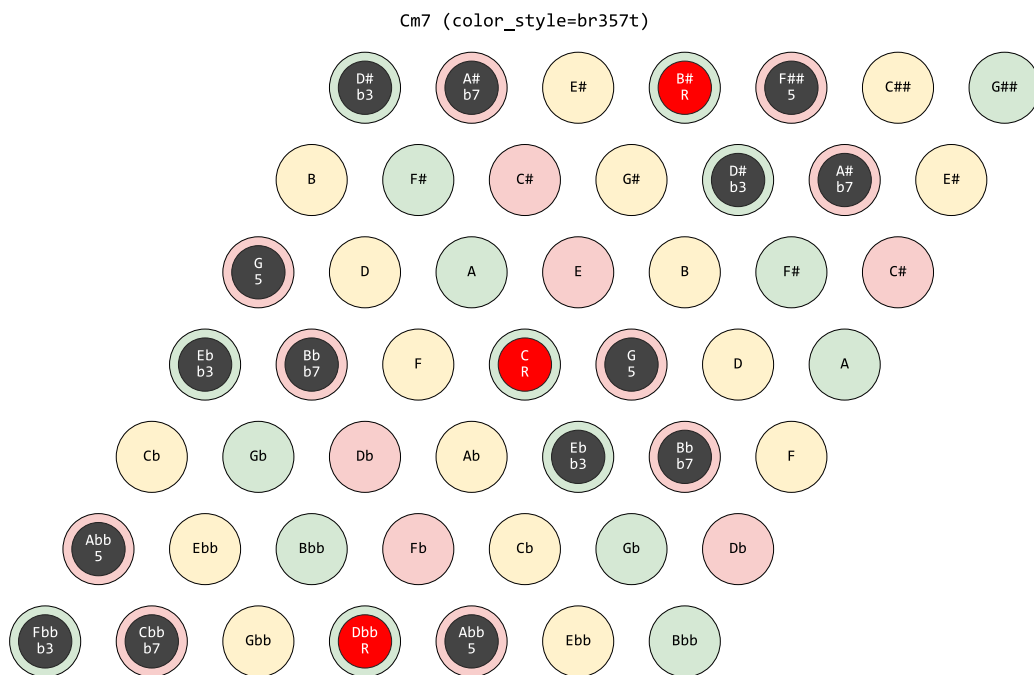 Cm7 (color_style=br357t)
D# A# E# B# F## C## G##
b3 b7 R 5
B F# C# G# D# A# E#
b3 b7
G D A E B F# C#
5
Eb Bb F C G D A
b3 b7 R 5
Cb Gb Db Ab Eb Bb F
b3 b7
Abb Ebb Bbb Fb Cb Gb Db
5
Fbb Cbb Gbb Dbb Abb Ebb Bbb
b3 b7 R 5